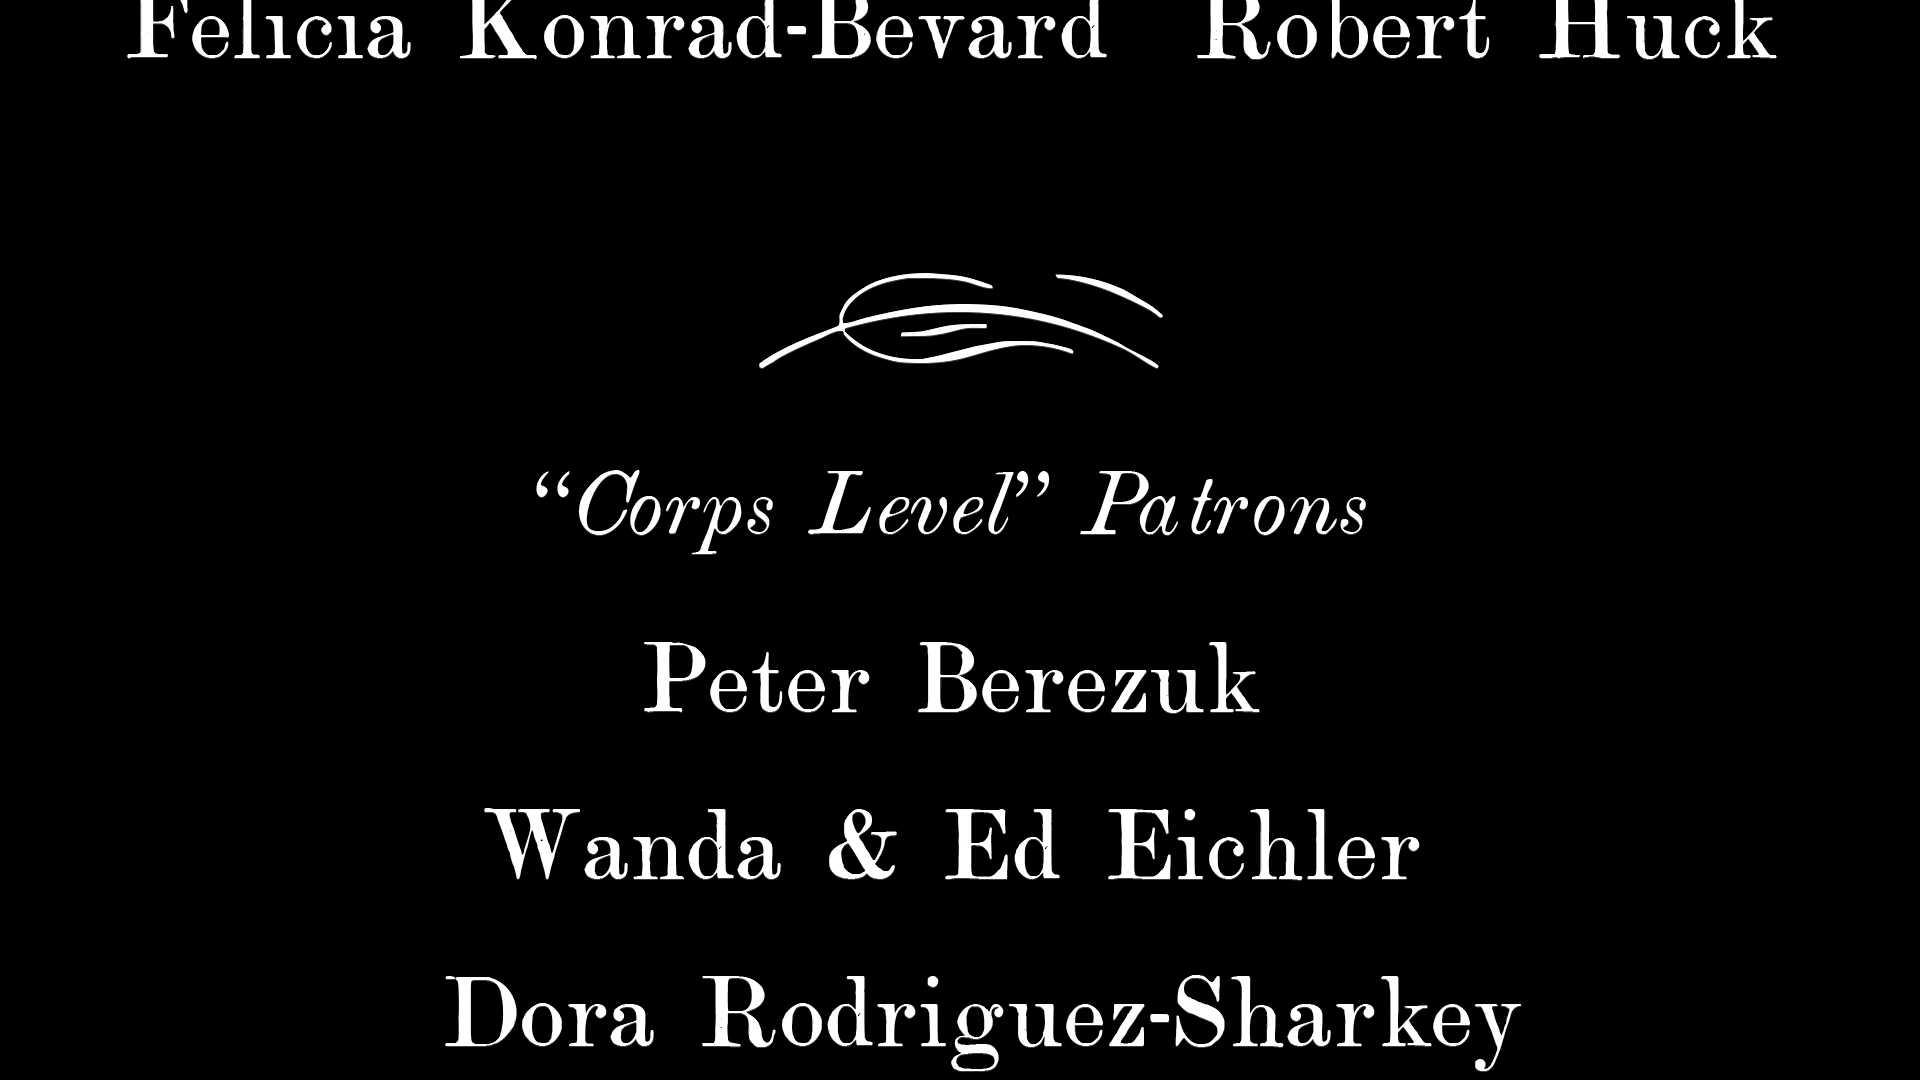 Felicia Konrad-Bevard Robert Huck
“Corps Level” Patrons
Peter Berezuk
Wanda & Ed Eichler
Dora Rodriguez-Sharkey